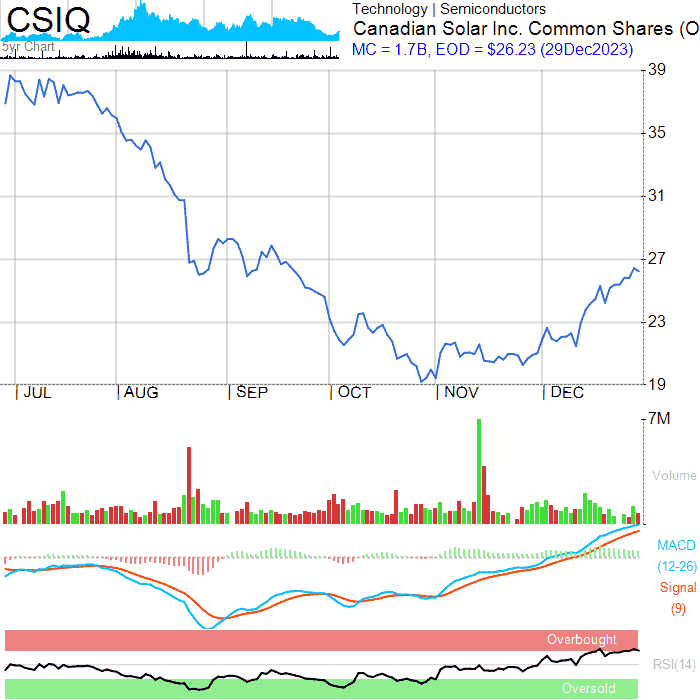 CSIQ
5yr Chart
Technology | Semiconductors
Canadian Solar Inc. Common Shares (O
MC = 1.7B, EOD = $26.23 (29Dec2023)
39
35
31
27
23
19
JUL AUG SEP OCT NOV DEC
7M
Volume
MACD
(12-26)
Signal
(9)
Overbought
RSI(14)
Oversold